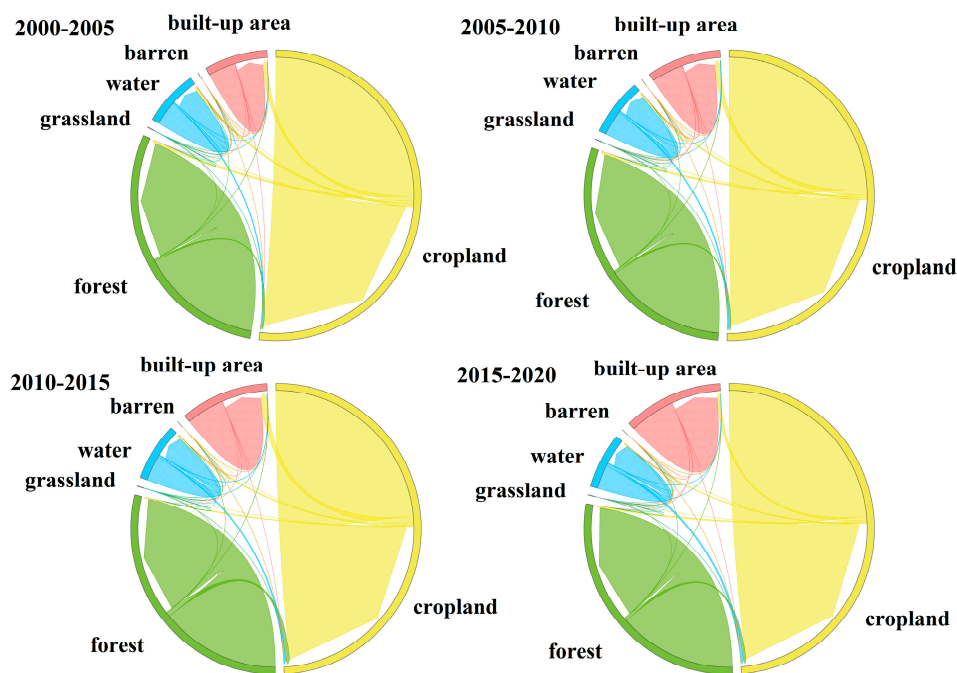 2000-2005
built-up area
barren
water
grassland
forest
cropland
2005-2010
built-up area
barren
water
grassland
forest
cropland
2010-2015
built-up area
barren
water
grassland
forest
cropland
2015-2020
built-up area
barren
water
grassland
forest
cropland